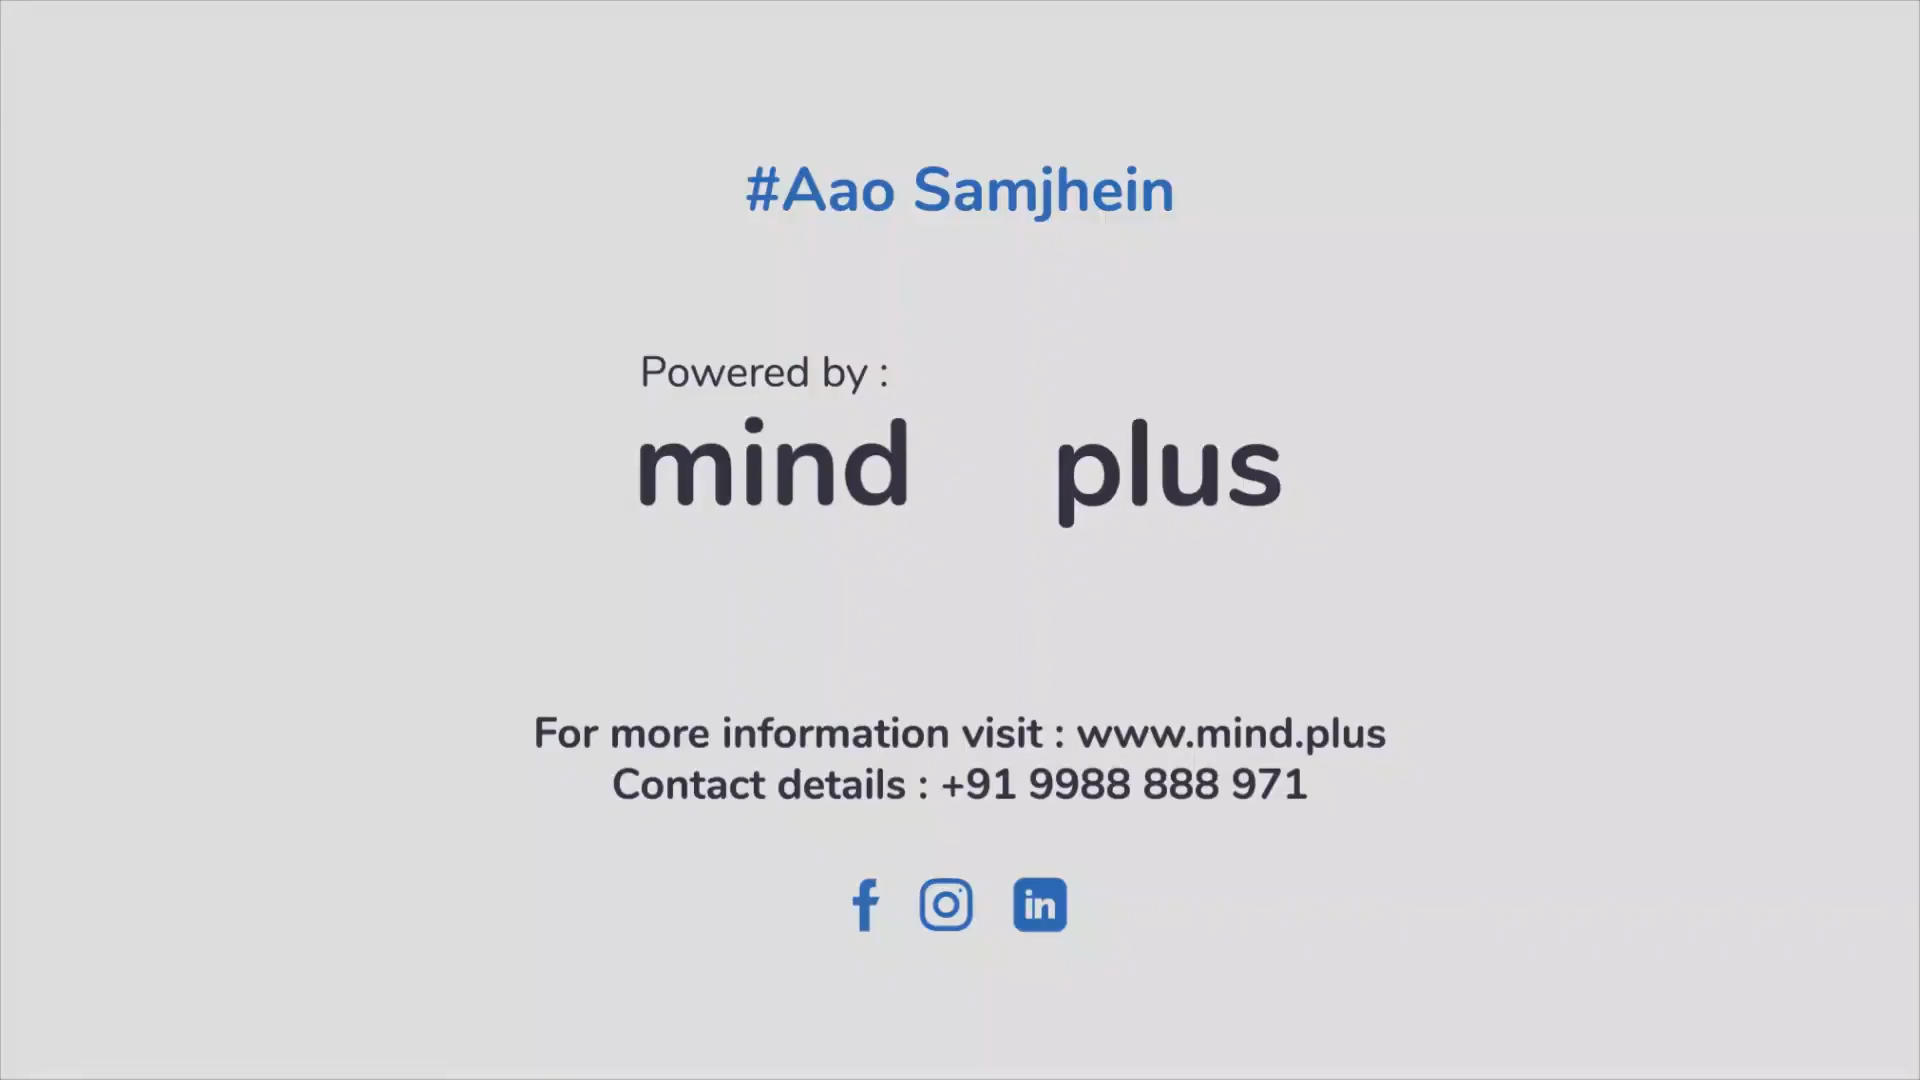 #Aao Samjhein
Powered by :
mind plus
For more information visit : www.mind.plus
Contact details : +91 9988 888 971